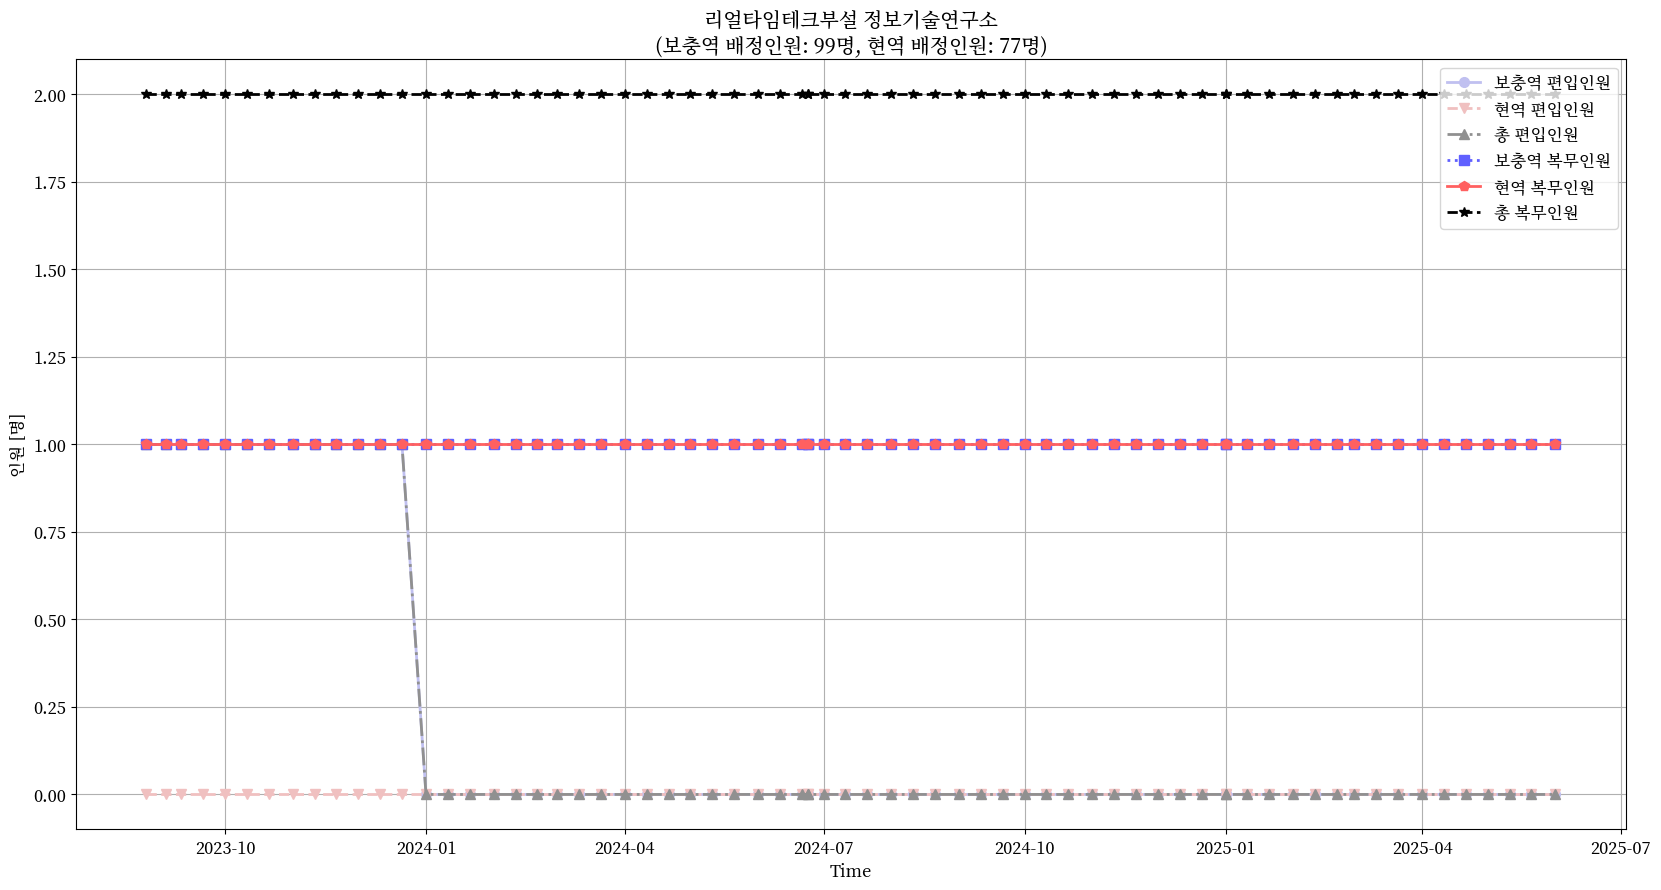 리얼타임테크부설 정보기술연구소
(보충역 배정인원: 99명, 현역 배정인원: 77명)
보충역 편입인원
현역 편입인원
총 편입인원
보충역 복무인원
현역 복무인원
총 복무인원
인원 [명]
2.00
1.75
1.50
1.25
1.00
0.75
0.50
0.25
0.00
2023-10
2024-01
2024-04
2024-07
2024-10
2025-01
2025-04
2025-07
Time